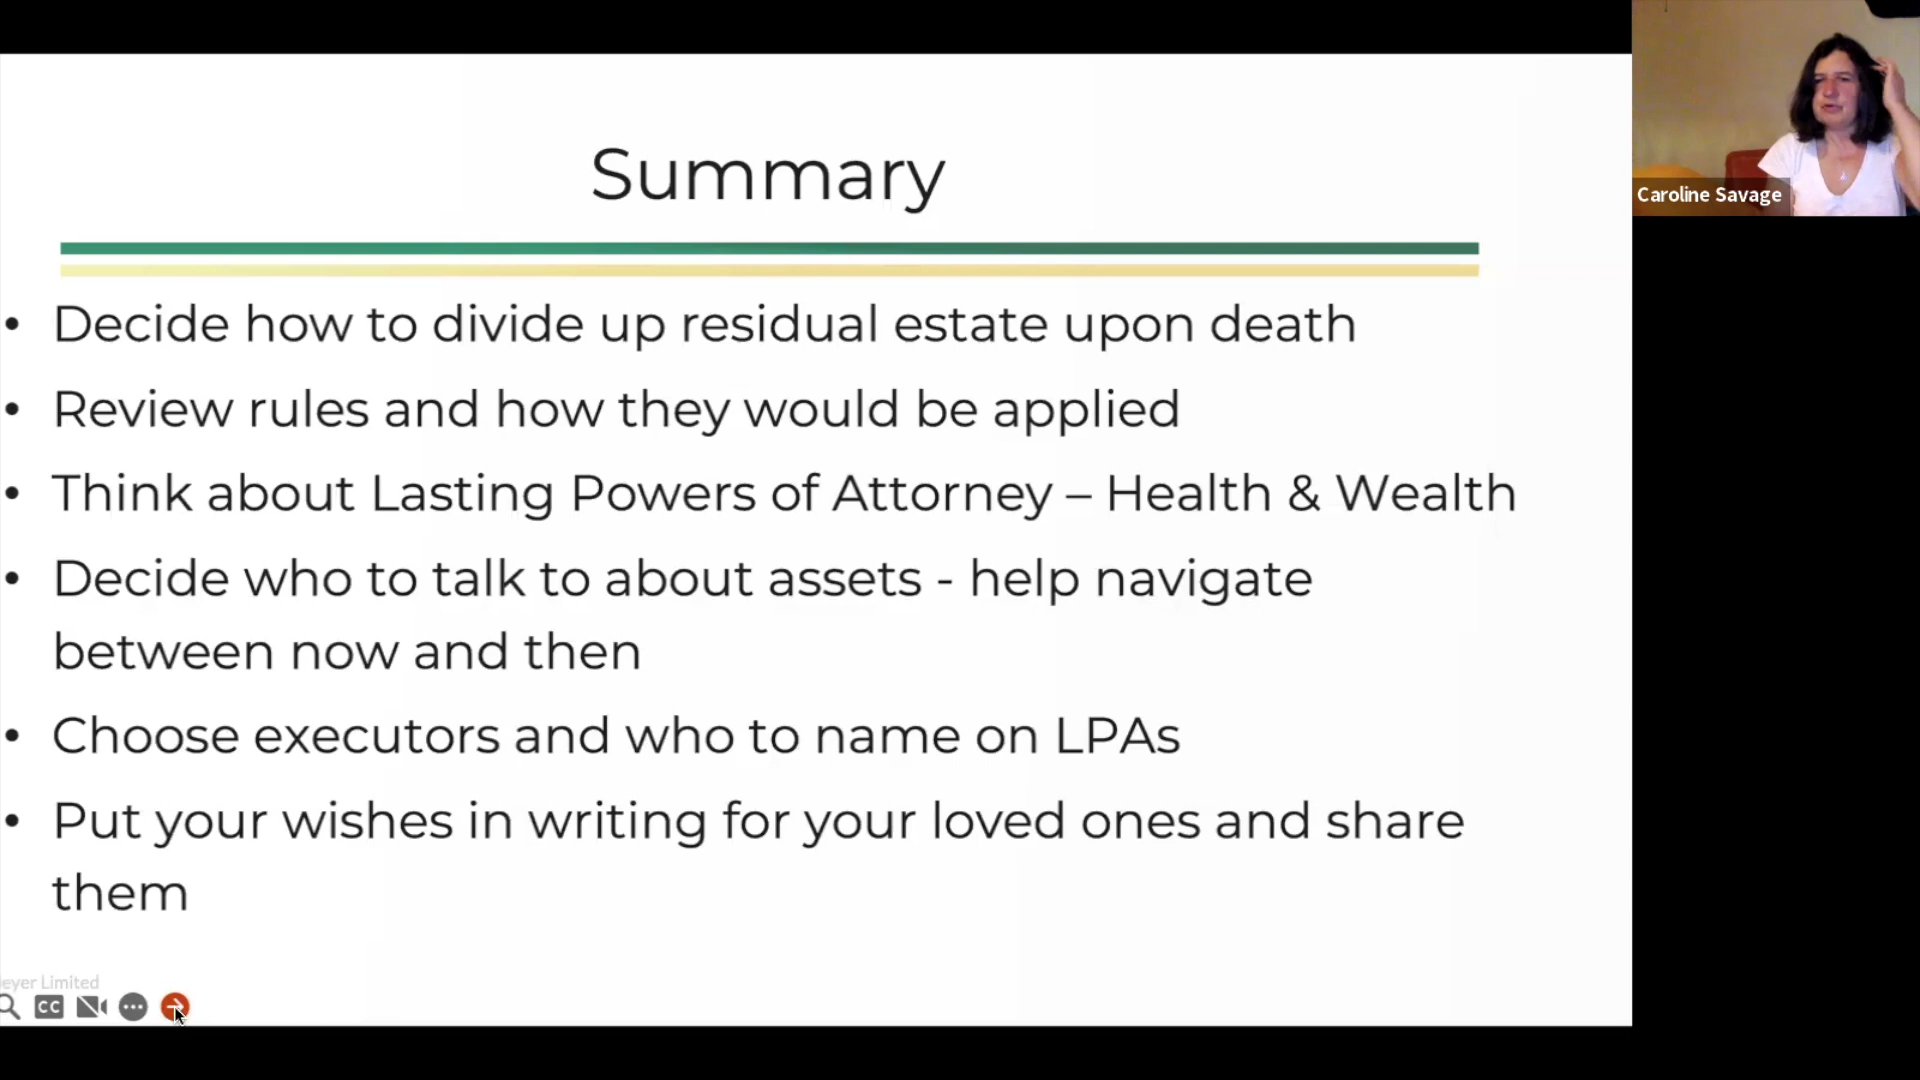 Summary
• Decide how to divide up residual estate upon death
• Review rules and how they would be applied
• Think about Lasting Powers of Attorney – Health & Wealth
• Decide who to talk to about assets - help navigate
between now and then
• Choose executors and who to name on LPAs
• Put your wishes in writing for your loved ones and share
them
Limited
CC
Caroline Savage